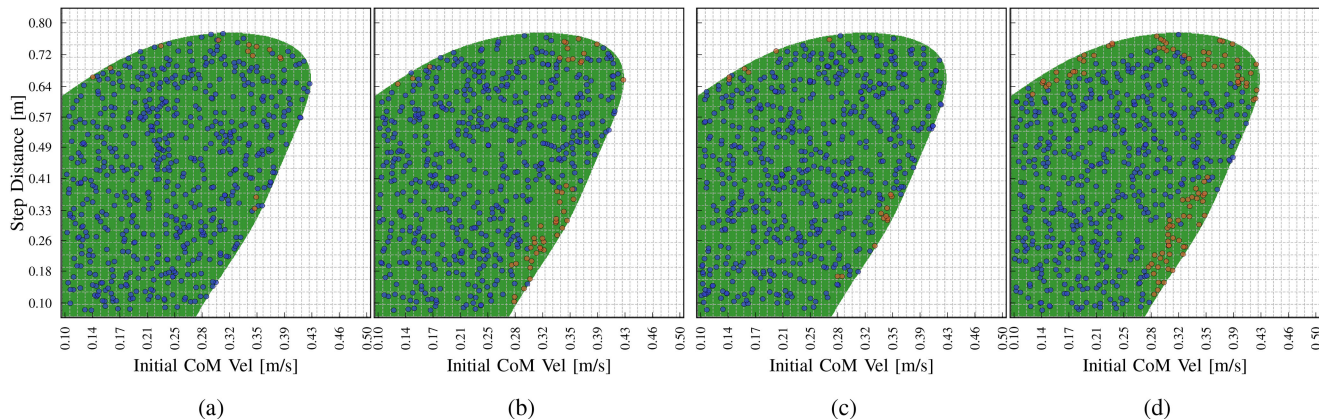 0.80
0.72
0.64
0.57
0.49
0.41
0.33
0.26
0.18
0.10
Step Distance [m]
0.10 0.14 0.17 0.21 0.25 0.28 0.32 0.35 0.39 0.43 0.46 0.50
0.10 0.14 0.17 0.21 0.25 0.28 0.32 0.35 0.39 0.43 0.46 0.50
0.10 0.14 0.17 0.21 0.25 0.28 0.32 0.35 0.39 0.43 0.46 0.50
0.10 0.14 0.17 0.21 0.25 0.28 0.32 0.35 0.39 0.43 0.46 0.50
Initial CoM Vel [m/s] Initial CoM Vel [m/s] Initial CoM Vel [m/s] Initial CoM Vel [m/s]
(a) (b) (c) (d)